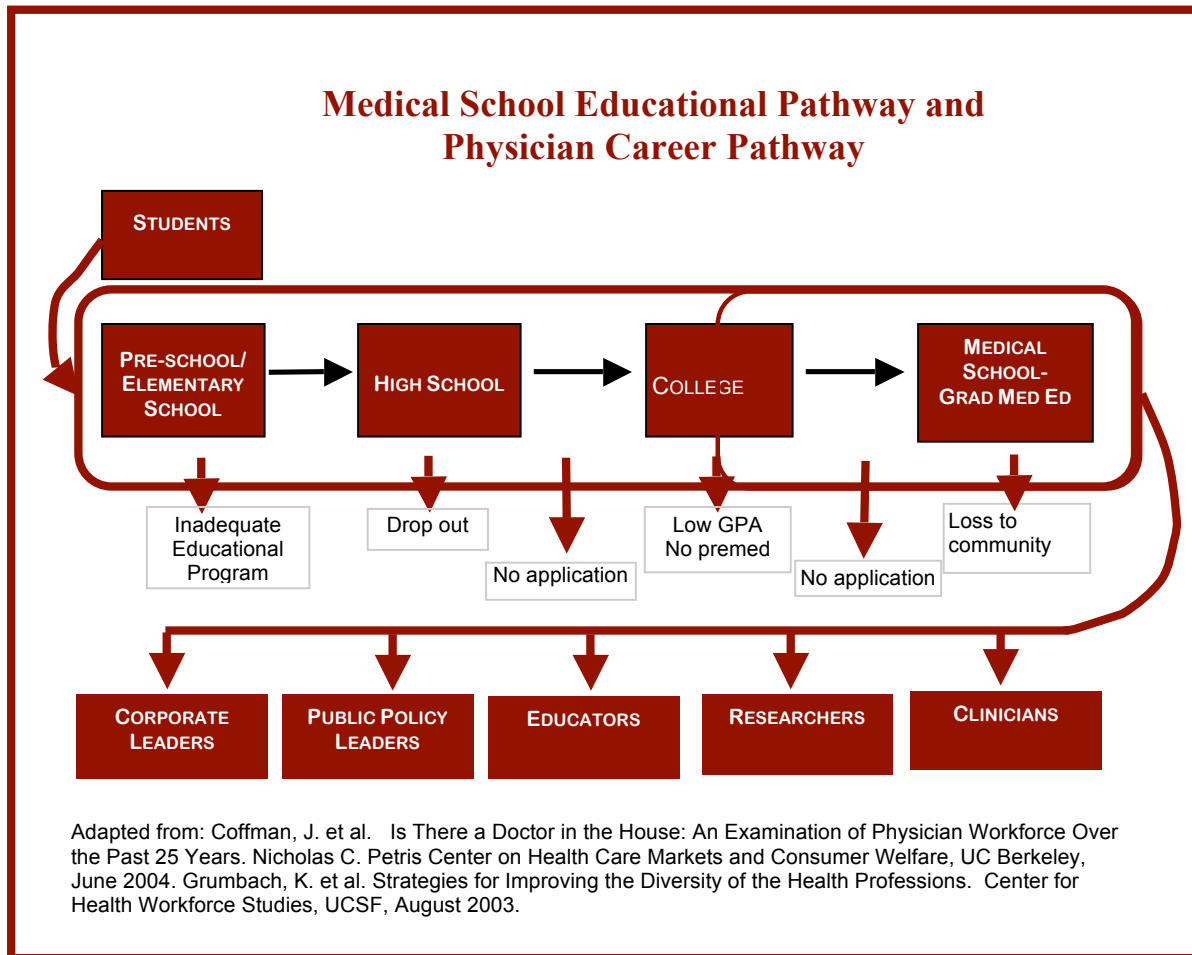 Medical School Educational Pathway and
Physician Career Pathway
STUDENTS
PRE-SCHOOL/
ELEMENTARY
SCHOOL
HIGH SCHOOL
COLLEGE
MEDICAL
SCHOOL-
GRAD MED ED
Inadequate
Educational
Program
Drop out
No application
Low GPA
No premed
No application
Loss to
community
CORPORATE
LEADERS
PUBLIC POLICY
LEADERS
EDUCATORS
RESEARCHERS
CLINICIANS
Adapted from: Coffman, J. et al.   Is There a Doctor in the House: An Examination of Physician Workforce Over
the Past 25 Years. Nicholas C. Petris Center on Health Care Markets and Consumer Welfare, UC Berkeley,
June 2004. Grumbach, K. et al. Strategies for Improving the Diversity of the Health Professions.  Center for
Health Workforce Studies, UCSF, August 2003.